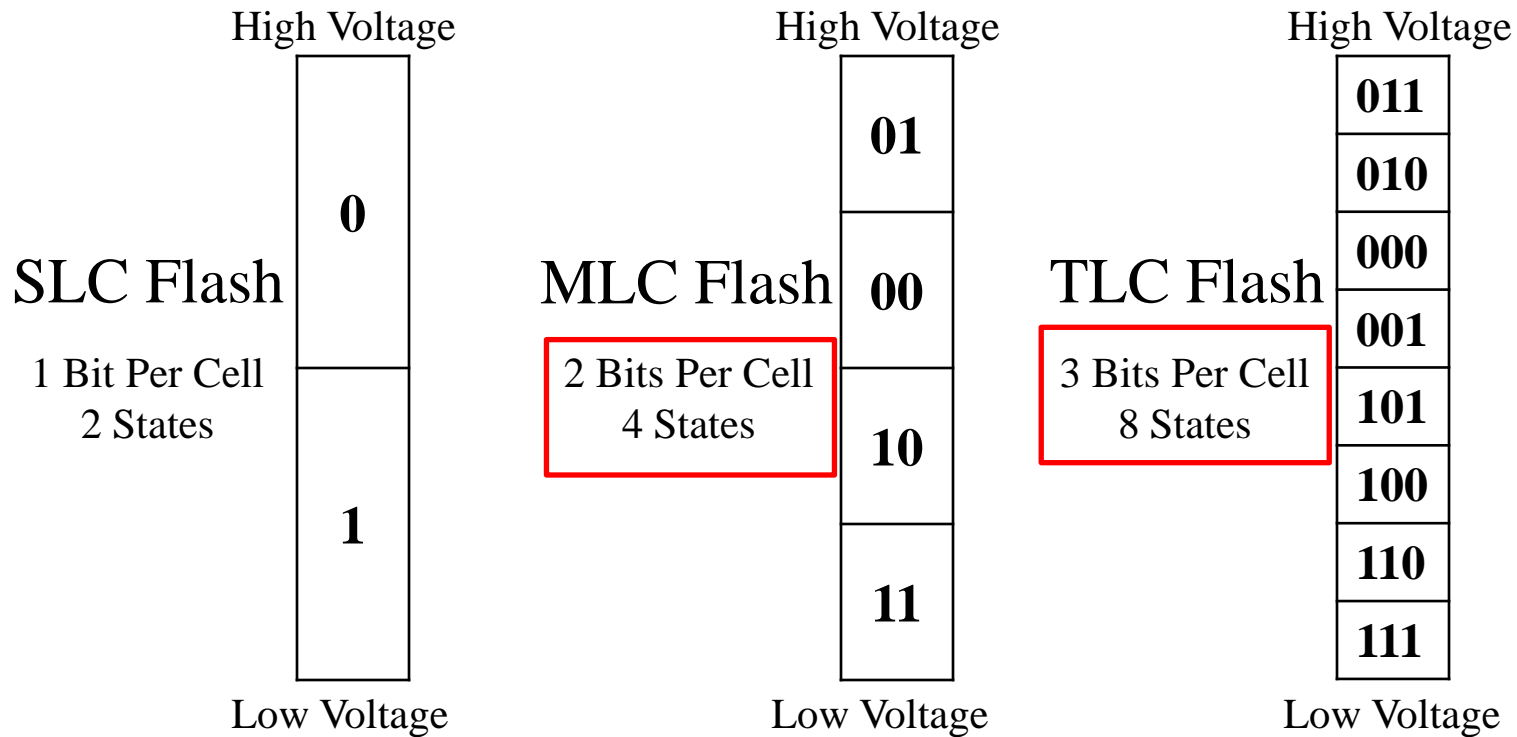 High Voltage
0
1
SLC Flash
1 Bit Per Cell
2 States
Low Voltage
High Voltage
01
00
10
11
MLC Flash
2 Bits Per Cell
4 States
Low Voltage
High Voltage
011
010
000
001
101
100
110
111
TLC Flash
3 Bits Per Cell
8 States
Low Voltage